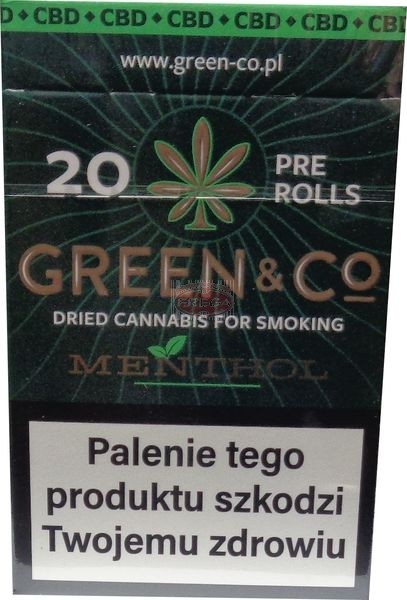 D ♦ CBD ♦ CBD ♦ CBD ♦ CBD ♦ CBD
www.green-co.pl
20 PRE
ROLLS
GREEN & CO
DRIED CANNABIS FOR SMOKING
MENTHOL
Palenie tego
produktu szkodzi
Twojemu zdrowiu